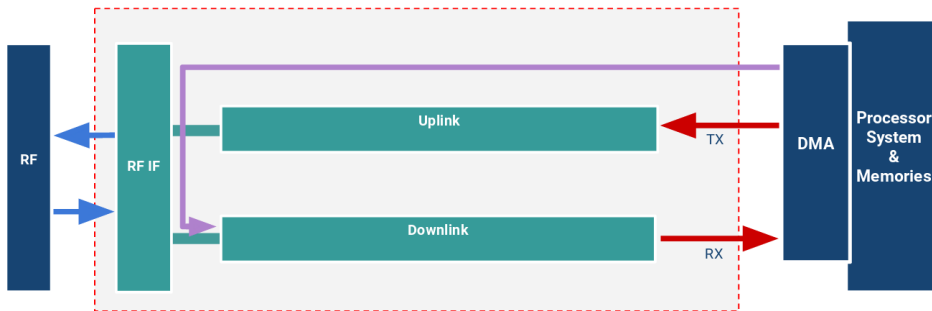 RF
RF IF
Uplink
Downlink
TX
RX
DMA
Processor
System
&
Memories